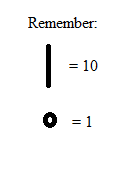 Remember:
= 10
= 1